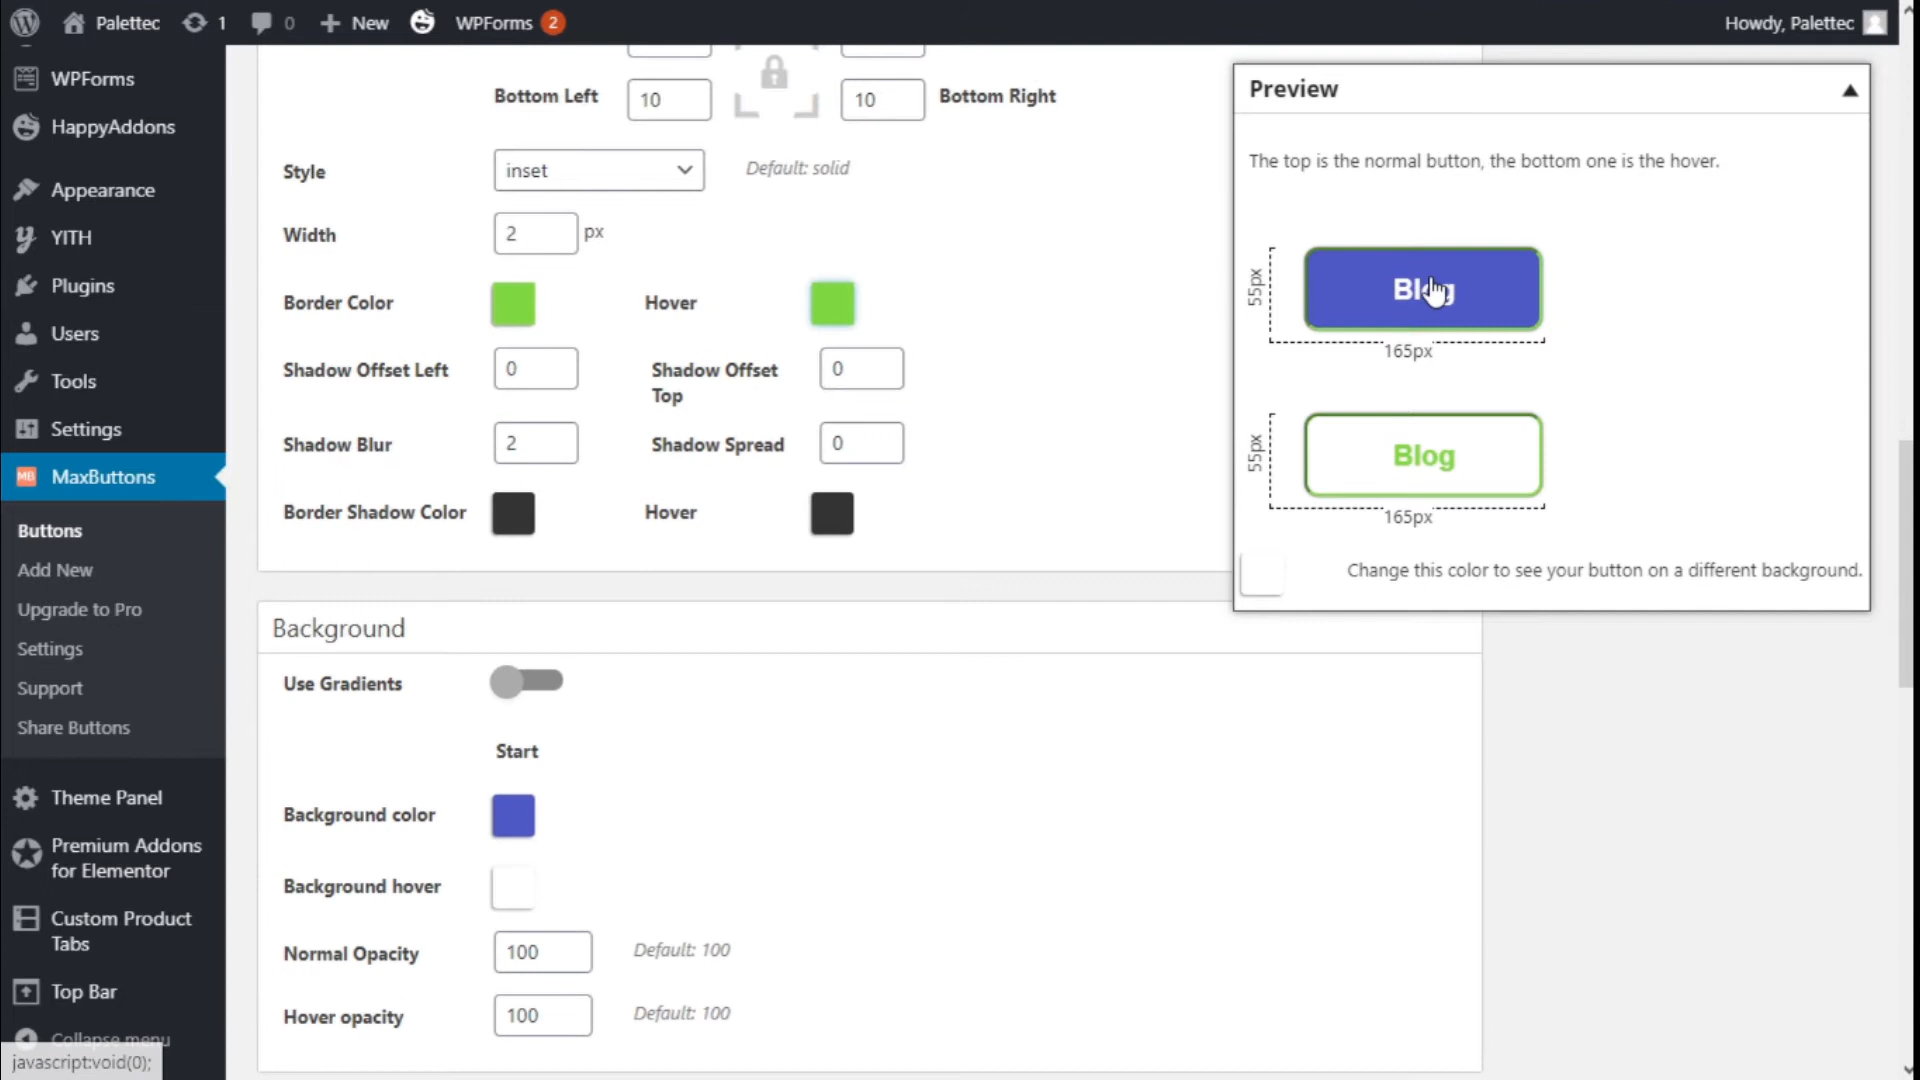 Palettec 1 0 New WPForms 2 Howdy, Palettec
WPForms
HappyAddons
Appearance
YITH
Plugins
Users
Tools
Settings
MB MaxButtons
Buttons
Add New
Upgrade to Pro
Settings
Support
Share Buttons
Theme Panel
Premium Addons
for Elementor
Custom Product
Tabs
Top Bar
Collapse menu
javascript:void(0);
Bottom Left 10 10 Bottom Right
Style inset Default: solid
Width 2 px
Border Color Hover
Shadow Offset Left 0 Shadow Offset
Top 0
Shadow Blur 2 Shadow Spread 0
Border Shadow Color Hover
Background
Use Gradients
Start
Background color
Background hover
Normal Opacity 100 Default: 100
Hover opacity 100 Default: 100
Preview
The top is the normal button, the bottom one is the hover.
55px
Blog
165px
55px
Blog
165px
Change this color to see your button on a different background.